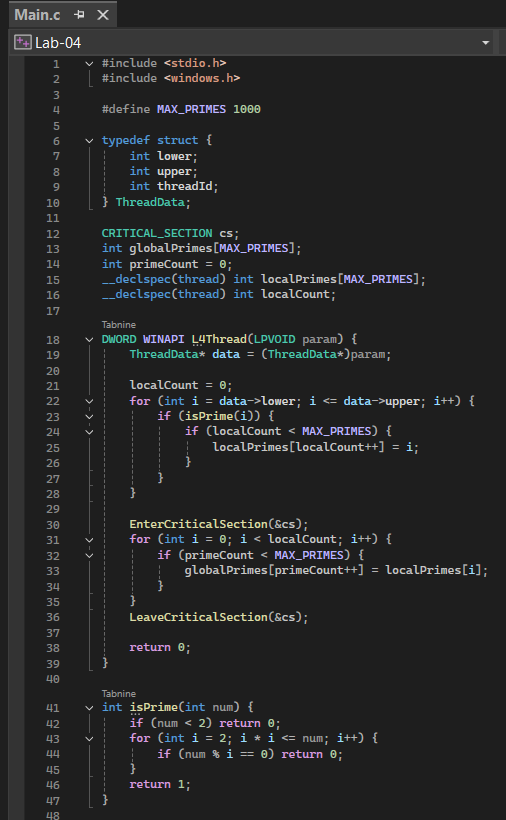 Main.c
Lab-04
1 #include <stdio.h>
2 #include <windows.h>
3
4 #define MAX_PRIMES 1000
5
6 typedef struct {
7     int lower;
8     int upper;
9     int threadId;
10 } ThreadData;
11
12 CRITICAL_SECTION cs;
13 int globalPrimes[MAX_PRIMES];
14 int primeCount = 0;
15 __declspec(thread) int localPrimes[MAX_PRIMES];
16 __declspec(thread) int localCount;
17
Tabnine
18 DWORD WINAPI L4Thread(LPVOID param) {
19     ThreadData* data = (ThreadData*)param;
20
21     localCount = 0;
22     for (int i = data->lower; i <= data->upper; i++) {
23         if (isPrime(i)) {
24             if (localCount < MAX_PRIMES) {
25                 localPrimes[localCount++] = i;
26             }
27         }
28     }
29
30     EnterCriticalSection(&cs);
31     for (int i = 0; i < localCount; i++) {
32         if (primeCount < MAX_PRIMES) {
33             globalPrimes[primeCount++] = localPrimes[i];
34         }
35     }
36     LeaveCriticalSection(&cs);
37
38     return 0;
39 }
40
Tabnine
41 int isPrime(int num) {
42     if (num < 2) return 0;
43     for (int i = 2; i * i <= num; i++) {
44         if (num % i == 0) return 0;
45     }
46     return 1;
47 }
48